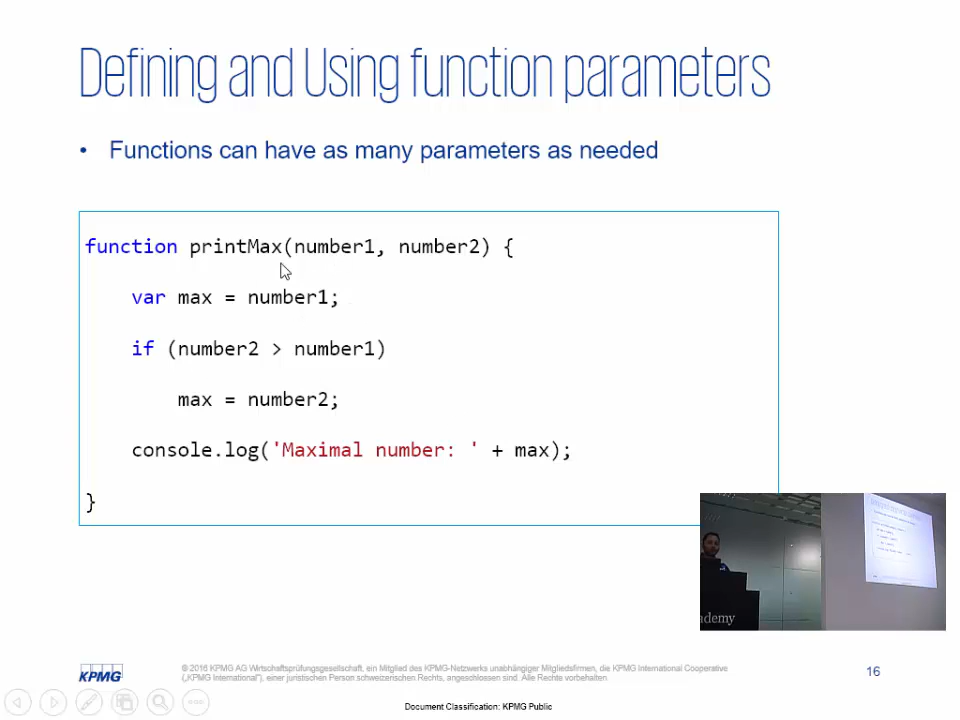 Defining and Using function parameters
• Functions can have as many parameters as needed
function printMax(number1, number2) {
var max = number1;
if (number2 > number1)
max = number2;
console.log('Maximal number: ' + max);
}
ademy
KPMG
© 2016 KPMG AG Wirtschaftsprüfungsgesellschaft, ein Mitglied des KPMG-Netzwerks unabhängiger Mitgliedsfirmen, die KPMG International Cooperative
(„KPMG International"), einer juristischen Person schweizerischen Rechts, angeschlossen sind. Alle Rechte vorbehalten.
16
Document Classification: KPMG Public